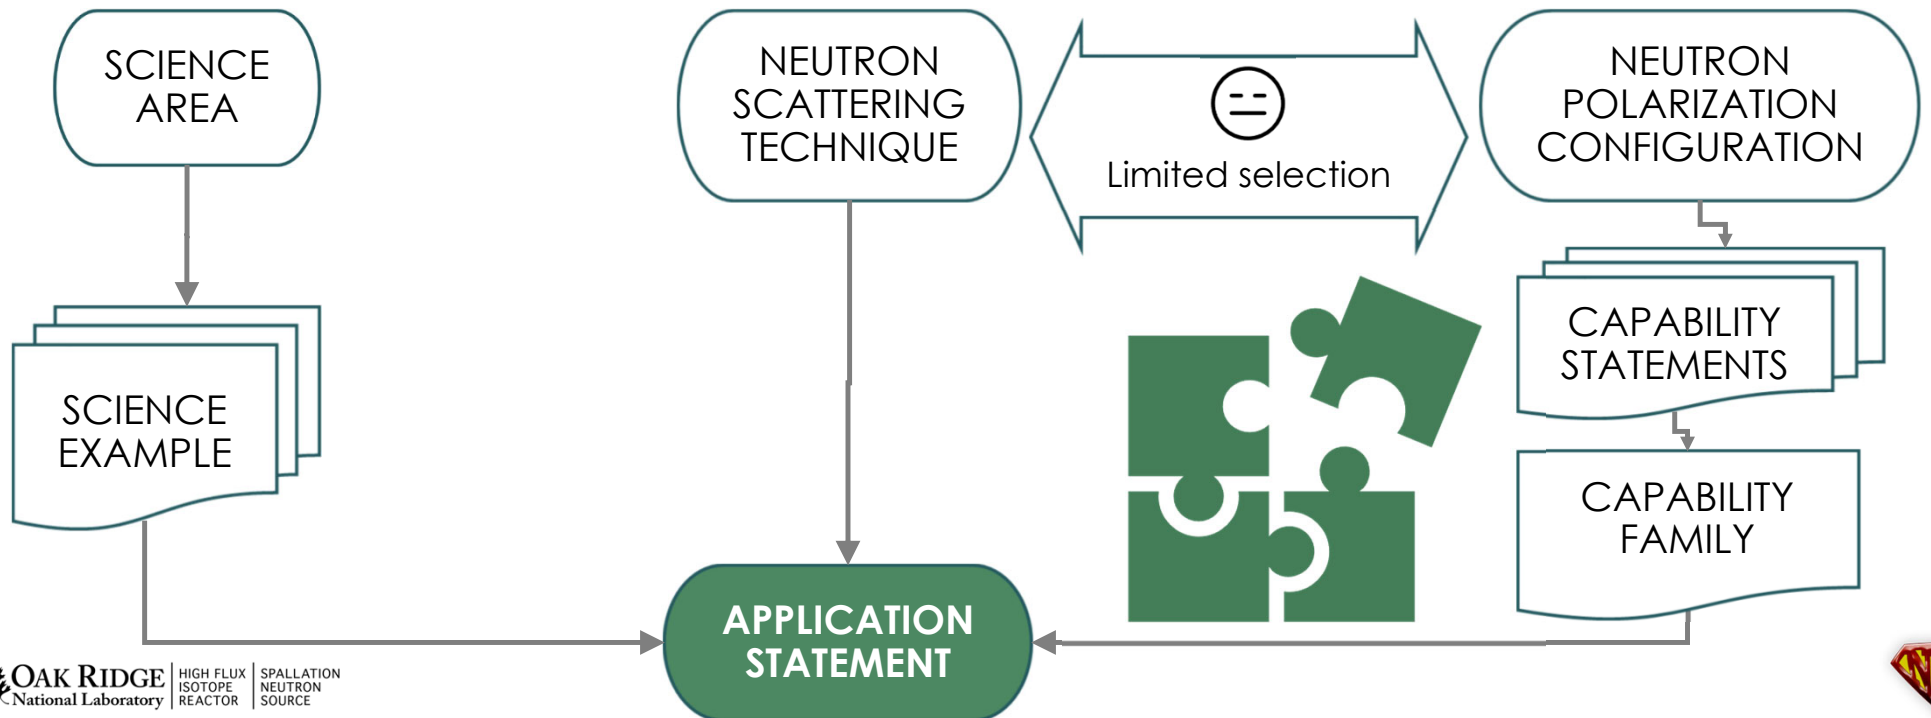 SCIENCE
AREA
NEUTRON
SCATTERING
TECHNIQUE
Limited selection
NEUTRON
POLARIZATION
CONFIGURATION
SCIENCE
EXAMPLE
CAPABILITY
STATEMENTS
CAPABILITY
FAMILY
APPLICATION
STATEMENT
OAK RIDGE
National Laboratory
HIGH FLUX
ISOTOPE
REACTOR
SPALLATION
NEUTRON
SOURCE